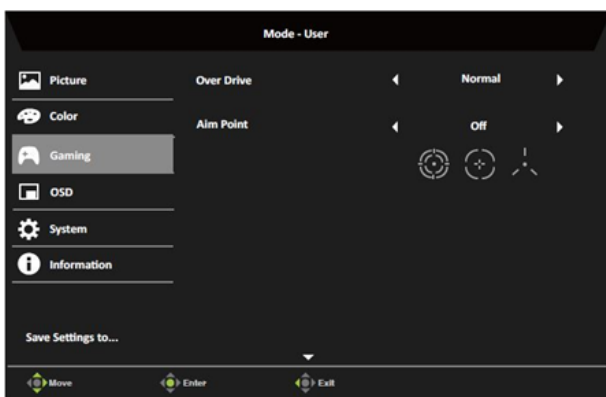 Mode - User
Picture
Over Drive Normal
Color
Aim Point Off
Gaming
OSD
System
Information
Save Settings to...
Move Enter Exit